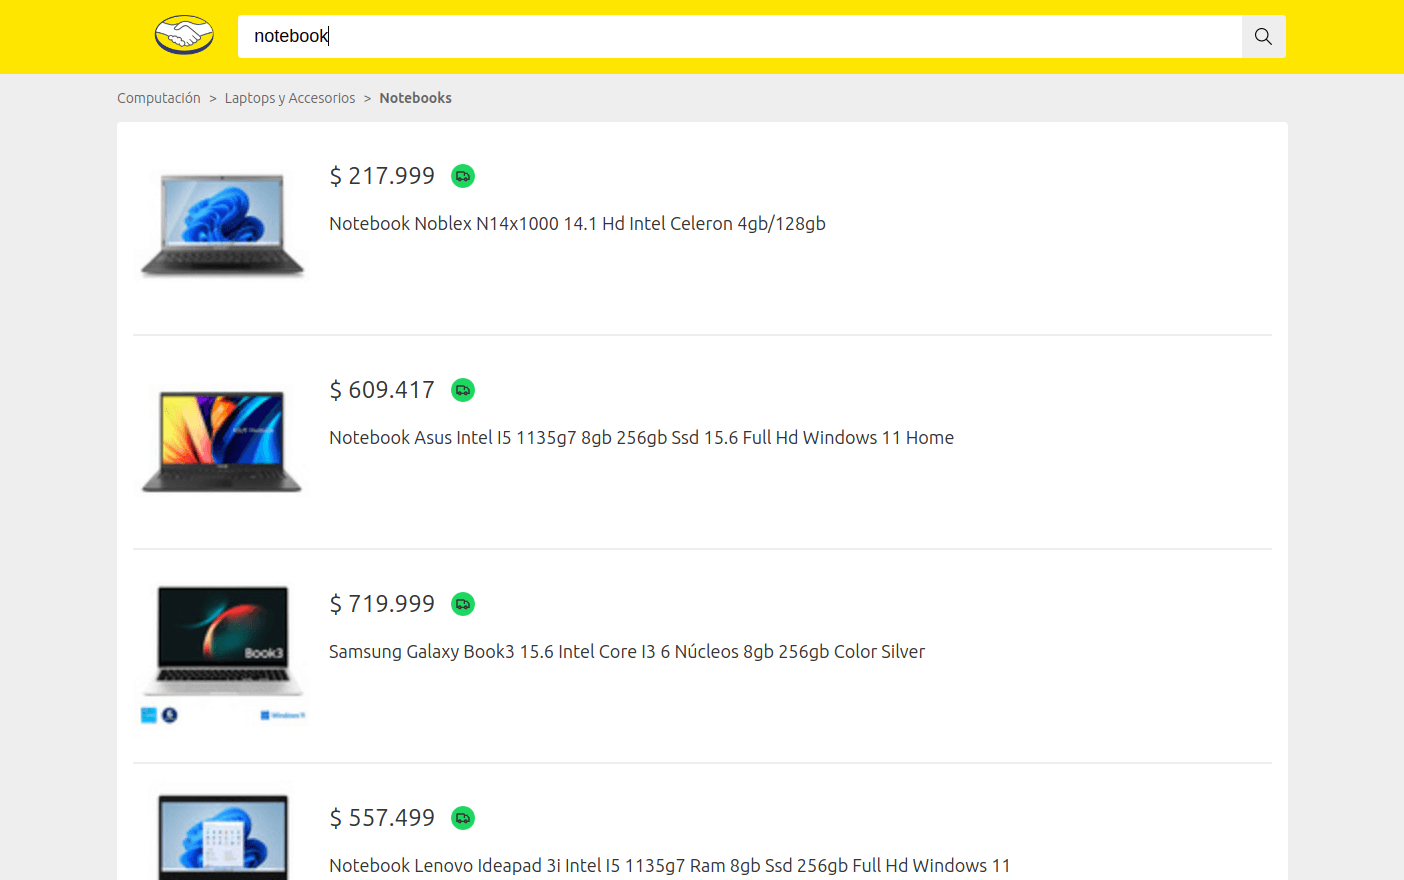 notebook
Computación > Laptops y Accesorios > Notebooks
$ 217.999
Notebook Noblex N14x1000 14.1 Hd Intel Celeron 4gb/128gb
$ 609.417
Notebook Asus Intel I5 1135g7 8gb 256gb Ssd 15.6 Full Hd Windows 11 Home
$ 719.999
Samsung Galaxy Book3 15.6 Intel Core I3 6 Núcleos 8gb 256gb Color Silver
Book3
Windows 11
$ 557.499
Notebook Lenovo Ideapad 3i Intel I5 1135g7 Ram 8gb Ssd 256gb Full Hd Windows 11